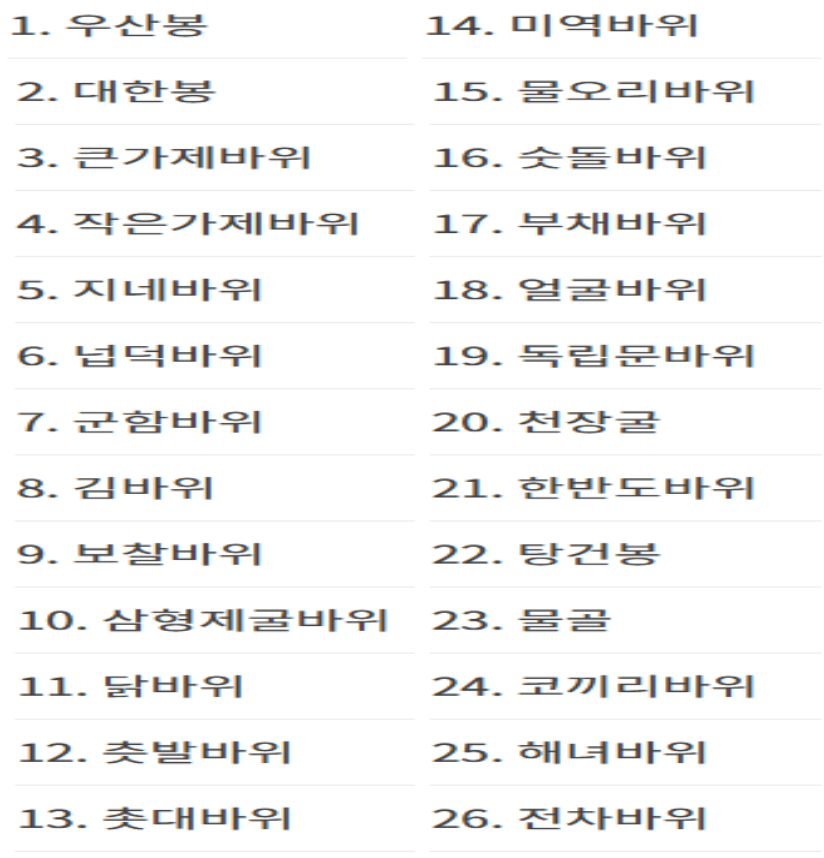 1. 우산봉
2. 대한봉
3. 큰가제바위
4. 작은가제바위
5. 지네바위
6. 넙덕바위
7. 군함바위
8. 김바위
9. 보찰바위
10. 삼형제굴바위
11. 닭바위
12. 춧발바위
13. 촛대바위
14. 미역바위
15. 물오리바위
16. 숫돌바위
17. 부채바위
18. 얼굴바위
19. 독립문바위
20. 천장굴
21. 한반도바위
22. 탕건봉
23. 물골
24. 코끼리바위
25. 해녀바위
26. 전차바위